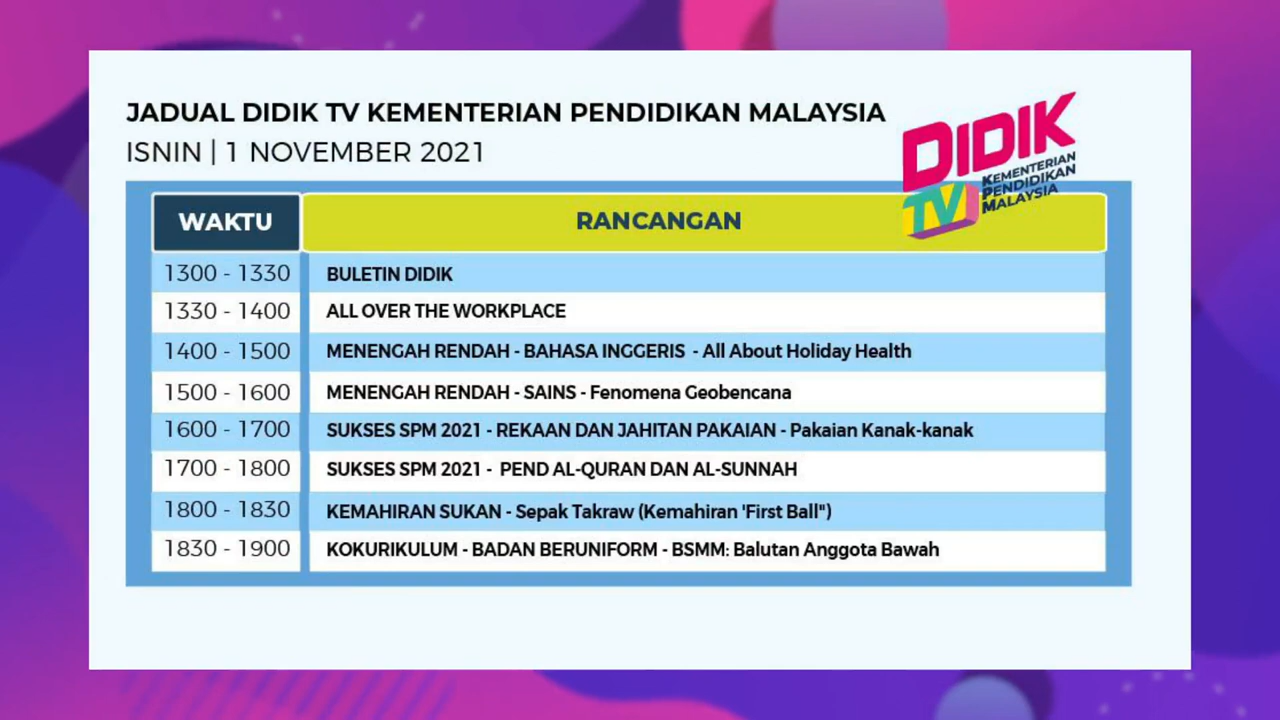 JADUAL DIDIK TV KEMENTERIAN PENDIDIKAN MALAYSIA
ISNIN | 1 NOVEMBER 2021
DIDIK
TV
KEMENTERIAN
PENDIDIKAN
MALAYSIA
WAKTU RANCANGAN
1300 - 1330 BULETIN DIDIK
1330 - 1400 ALL OVER THE WORKPLACE
1400 - 1500 MENENGAH RENDAH - BAHASA INGGERIS - All About Holiday Health
1500 - 1600 MENENGAH RENDAH - SAINS - Fenomena Geobencana
1600 - 1700 SUKSES SPM 2021 - REKAAN DAN JAHITAN PAKAIAN - Pakaian Kanak-kanak
1700 - 1800 SUKSES SPM 2021 - PEND AL-QURAN DAN AL-SUNNAH
1800 - 1830 KEMAHIRAN SUKAN - Sepak Takraw (Kemahiran 'First Ball")
1830 - 1900 KOKURIKULUM - BADAN BERUNIFORM - BSMM: Balutan Anggota Bawah